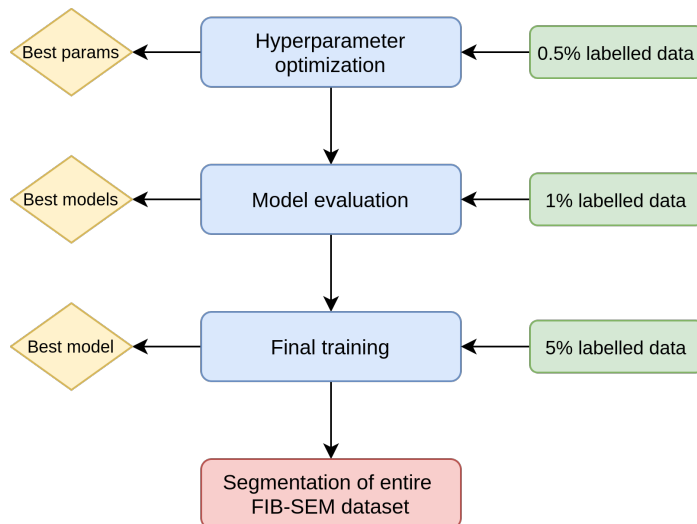 Best params
Hyperparameter
optimization
0.5% labelled data
Best models
Model evaluation
1% labelled data
Best model
Final training
5% labelled data
Segmentation of entire
FIB-SEM dataset